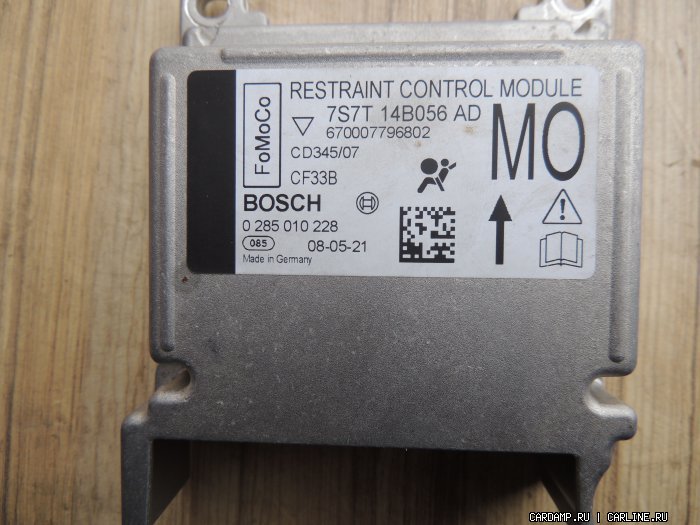 FoMoCo
RESTRAINT CONTROL MODULE
7S7T 14B056 AD
670007796802
CD345/07
CF33B
MO
BOSCH
0 285 010 228
085 08-05-21
Made in Germany
CARDAMP.RU | CARLINE.RU